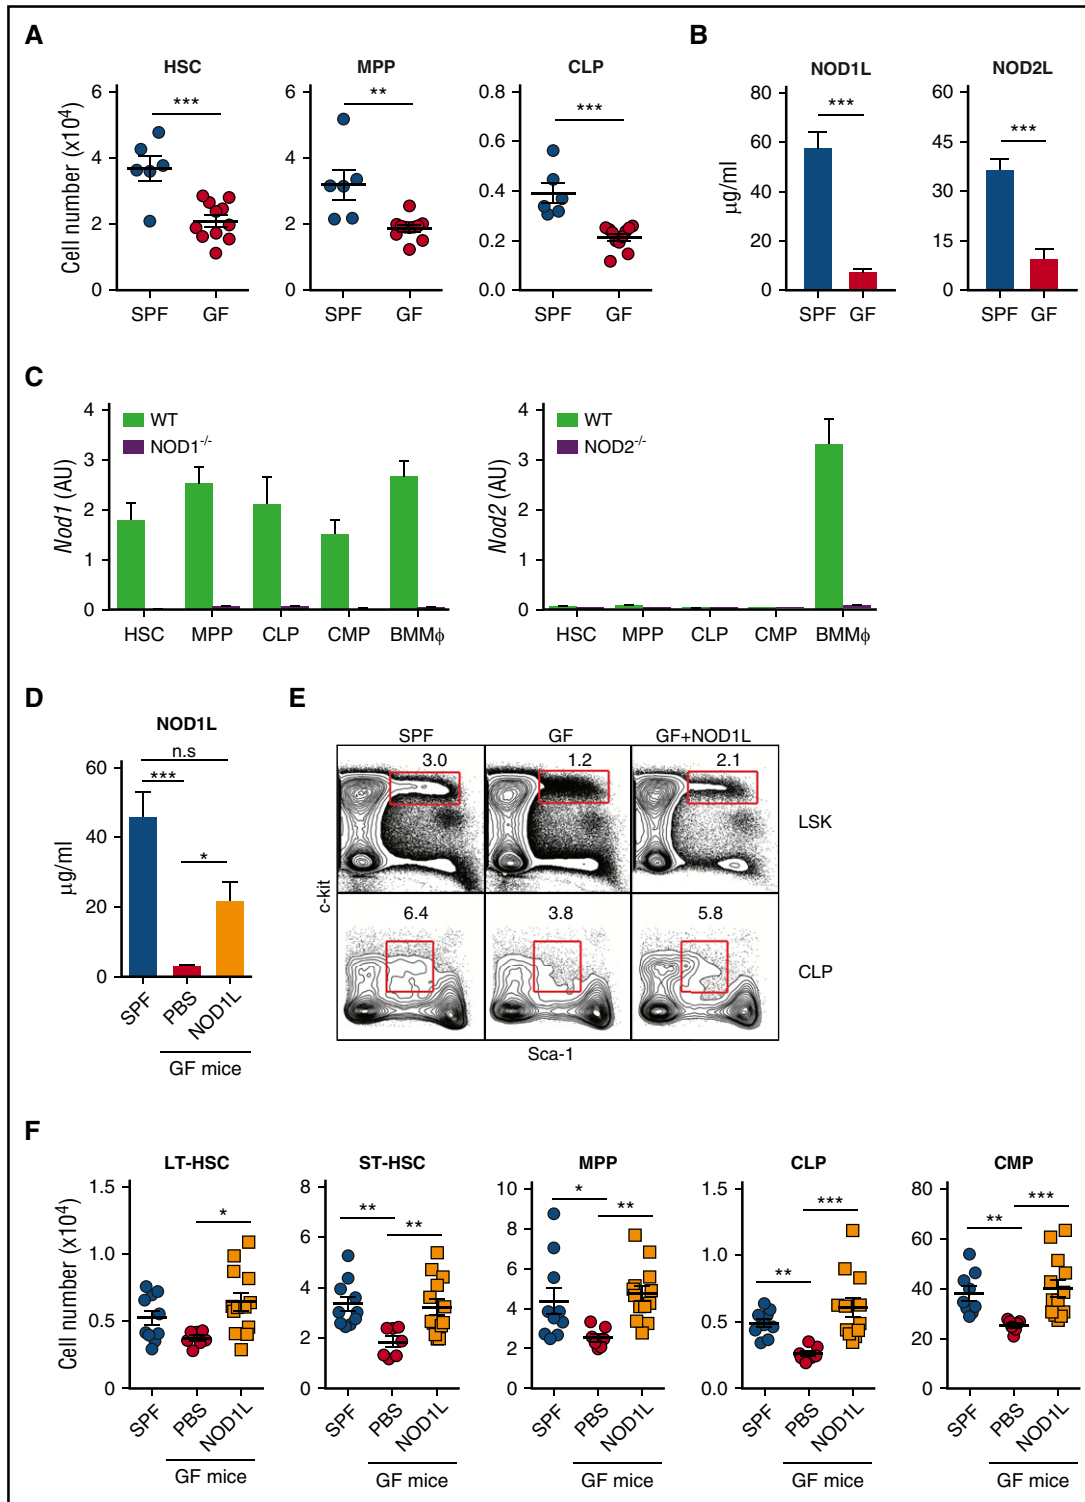 A
HSC
MPP
CLP
Cell number (x10⁴)
6
4
2
0
***
SPF
GF
6
4
2
0
**
SPF
GF
0.8
0.6
0.4
0.2
0.0
***
SPF
GF
B
NOD1L
NOD2L
µg/ml
80
60
40
20
0
***
SPF GF
60
45
30
15
0
***
SPF GF
C
Nod1 (AU)
4
3
2
1
0
WT
NOD1-/-
HSC MPP CLP CMP BMMϕ
Nod2 (AU)
4
3
2
1
0
WT
NOD2-/-
HSC MPP CLP CMP BMMϕ
D
NOD1L
n.s
***
*
µg/ml
60
40
20
0
SPF
PBS
NOD1L
GF mice
E
SPF GF GF+NOD1L
3.0 1.2 2.1
LSK
c-kit
6.4 3.8 5.8
CLP
Sca-1
F
LT-HSC
Cell number (x10⁴)
1.5
1.0
0.5
0
*
SPF
PBS
NOD1L
GF mice
ST-HSC
8
6
4
2
0
**
**
SPF
PBS
NOD1L
GF mice
MPP
10
8
6
4
2
0
*
**
SPF
PBS
NOD1L
GF mice
CLP
1.5
1.0
0.5
0.0
***
**
SPF
PBS
NOD1L
GF mice
CMP
80
60
40
20
0
***
**
SPF
PBS
NOD1L
GF mice